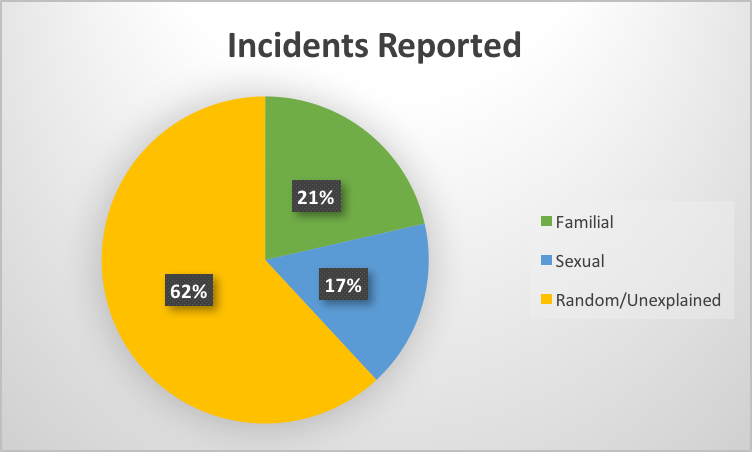 Incidents Reported
21%
17%
62%
Familial
Sexual
Random/Unexplained